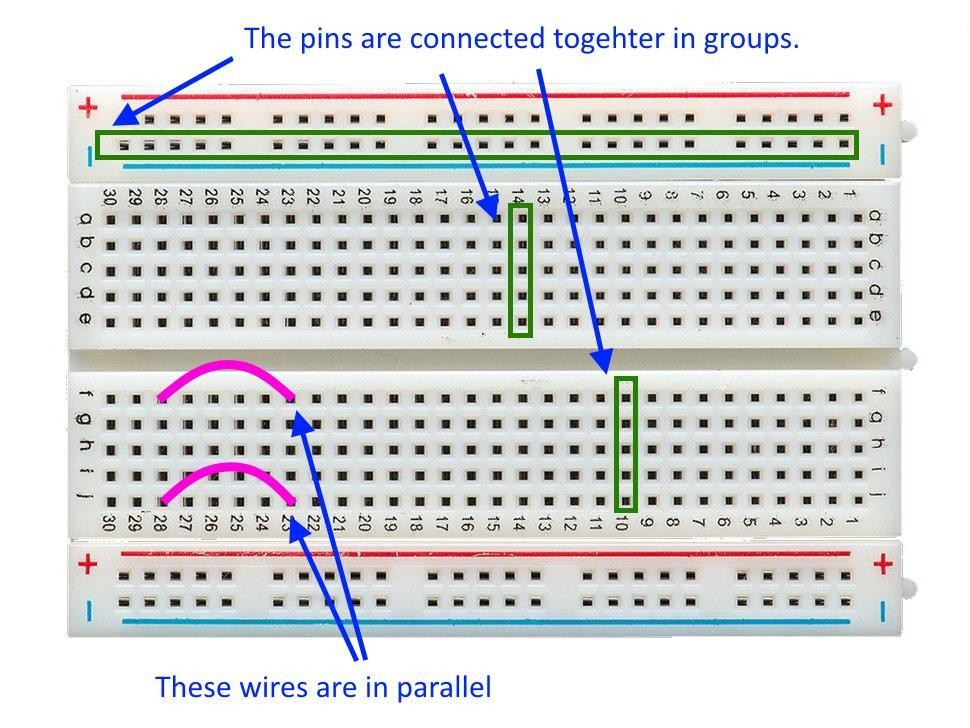 The pins are connected togehter in groups.
+ +
30 29 28 27 26 25 24 23 22 21 20 19 18 17 16 15 14 13 12 11 10 9 8 7 6 5 4 3 2 1
a a
b b
c c
d d
e e
f f
g g
h h
i i
j j
30 29 28 27 26 25 24 23 22 21 20 19 18 17 16 15 14 13 12 11 10 9 8 7 6 5 4 3 2 1
+ +
These wires are in parallel